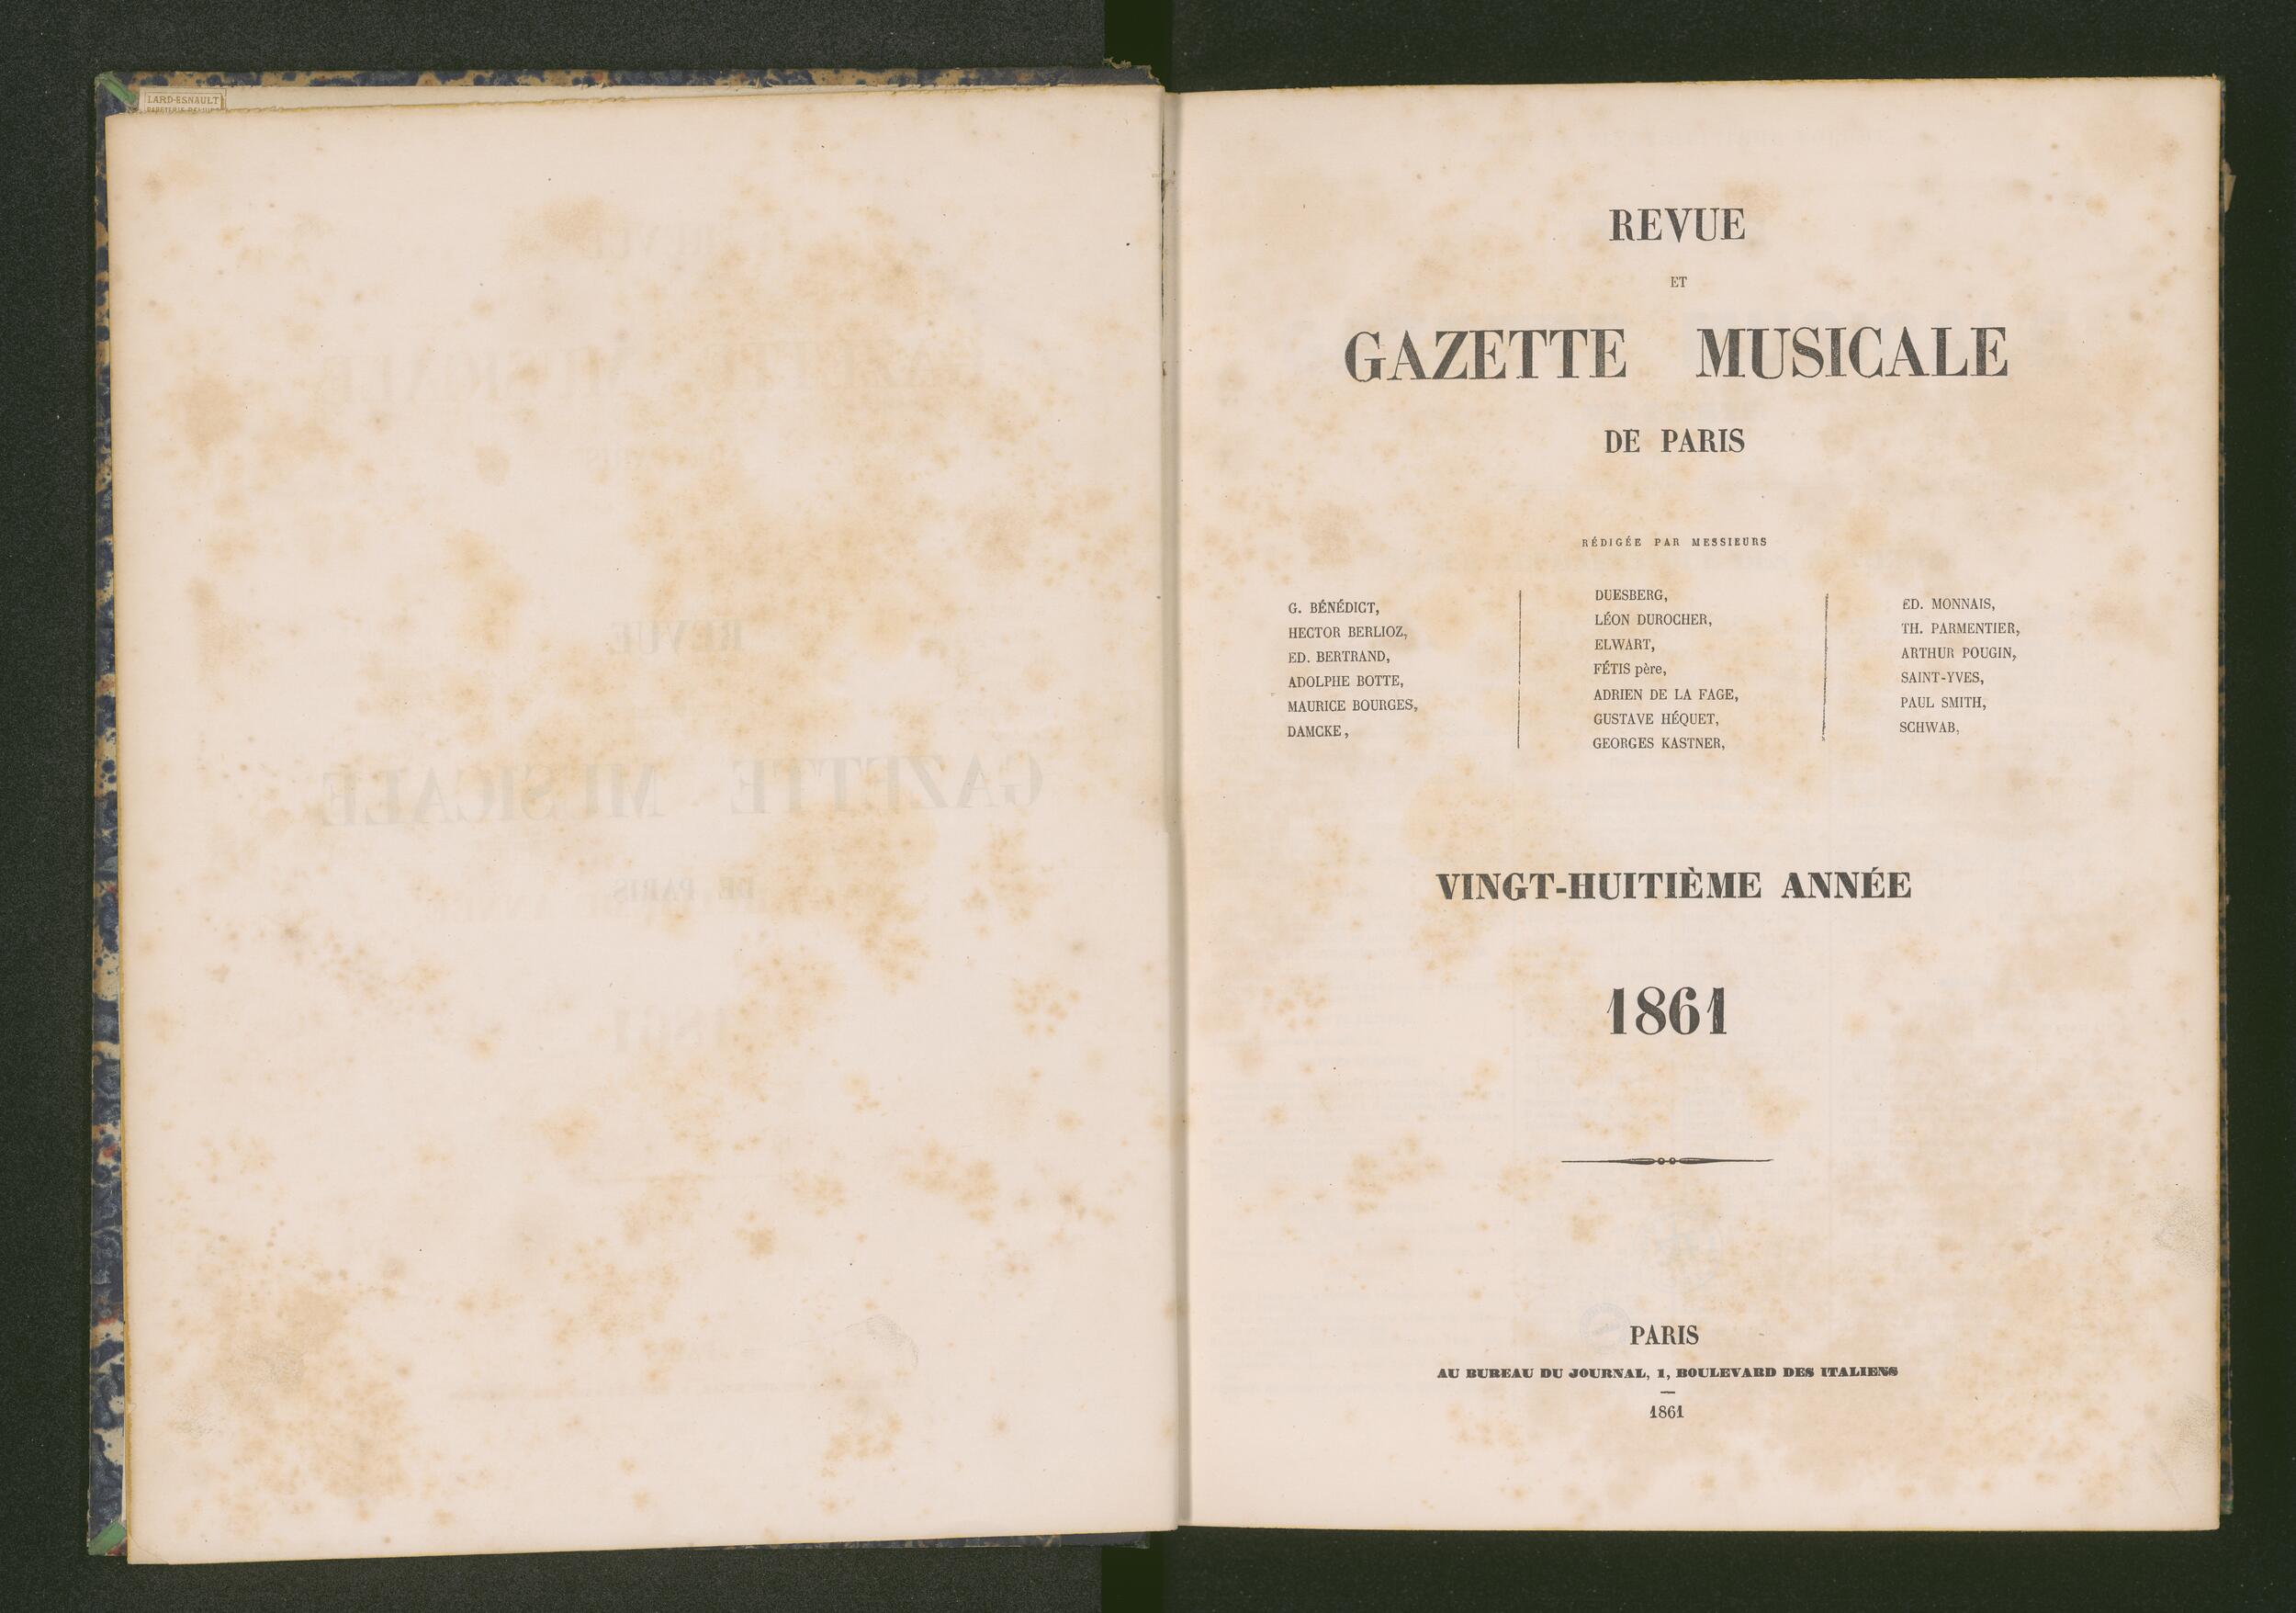 LARD-ESNAULT
REVUE
ET
GAZETTE MUSICALE
DE PARIS
RÉDIGÉE PAR MESSIEURS
G. BÉNÉDICT,
HECTOR BERLIOZ,
ED. BERTRAND,
ADOLPHE BOTTE,
MAURICE BOURGES,
DAMCKE,
DUESBERG,
LÉON DUROCHER,
ELWART,
FÉTIS père,
ADRIEN DE LA FAGE,
GUSTAVE HÉQUET,
GEORGES KASTNER,
ED. MONNAIS,
TH. PARMENTIER,
ARTHUR POUGIN,
SAINT-YVES,
PAUL SMITH,
SCHWAB,
VINGT-HUITIÈME ANNÉE
1861
PARIS
AU BUREAU DU JOURNAL, 1, BOULEVARD DES ITALIENS
1861